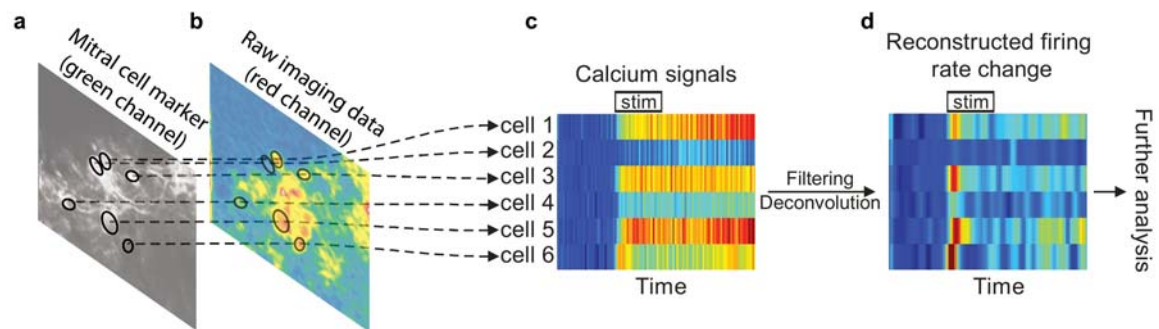 a
Mitral cell marker
(green channel)
b
Raw imaging data
(red channel)
c
Calcium signals
stim
cell 1
cell 2
cell 3
cell 4
cell 5
cell 6
Time
Filtering
Deconvolution
d
Reconstructed firing
rate change
stim
Time
Further analysis